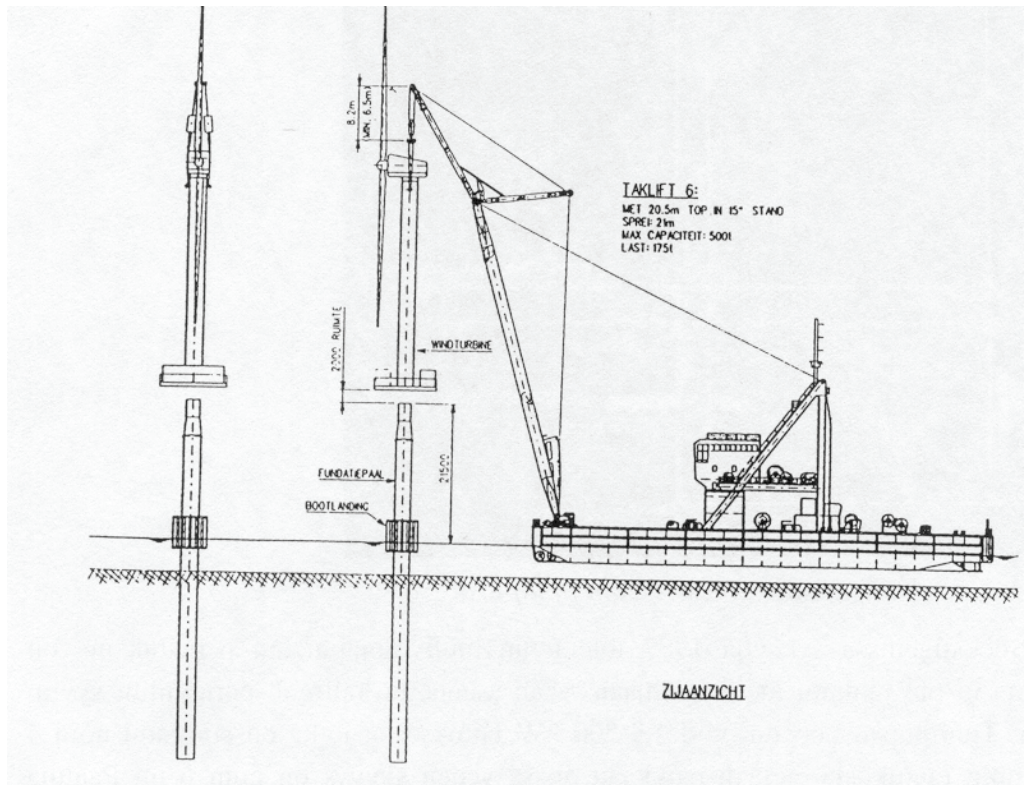 8.2m
(MIN. 6.5m)
TAKLIFT 6:
MET 20.5m TOP. IN 15° STAND
SPREI: 21m
MAX CAPACITEIT: 500t
LAST: 175t
2000 RUIMTE
WINDTURBINE
21500
FUNDATIEPAAL
BOOTLANDING
ZIJAANZICHT